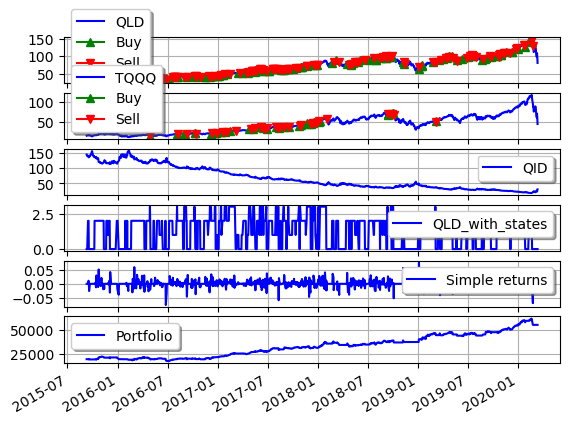 QLD
Buy
Sell
150
100
50
TQQQ
Buy
Sell
100
50
150
100
50
QID
2.5
0.0
QLD_with_states
0.05
0.00
−0.05
Simple returns
50000
25000
Portfolio
2015-07
2016-01
2016-07
2017-01
2017-07
2018-01
2018-07
2019-01
2019-07
2020-01